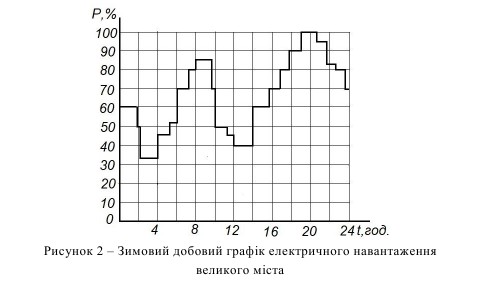 P,%
100
90
80
70
60
50
40
30
20
10
0
4 8 12 16 20 24 t,год.
Рисунок 2 – Зимовий добовий графік електричного навантаження
великого міста